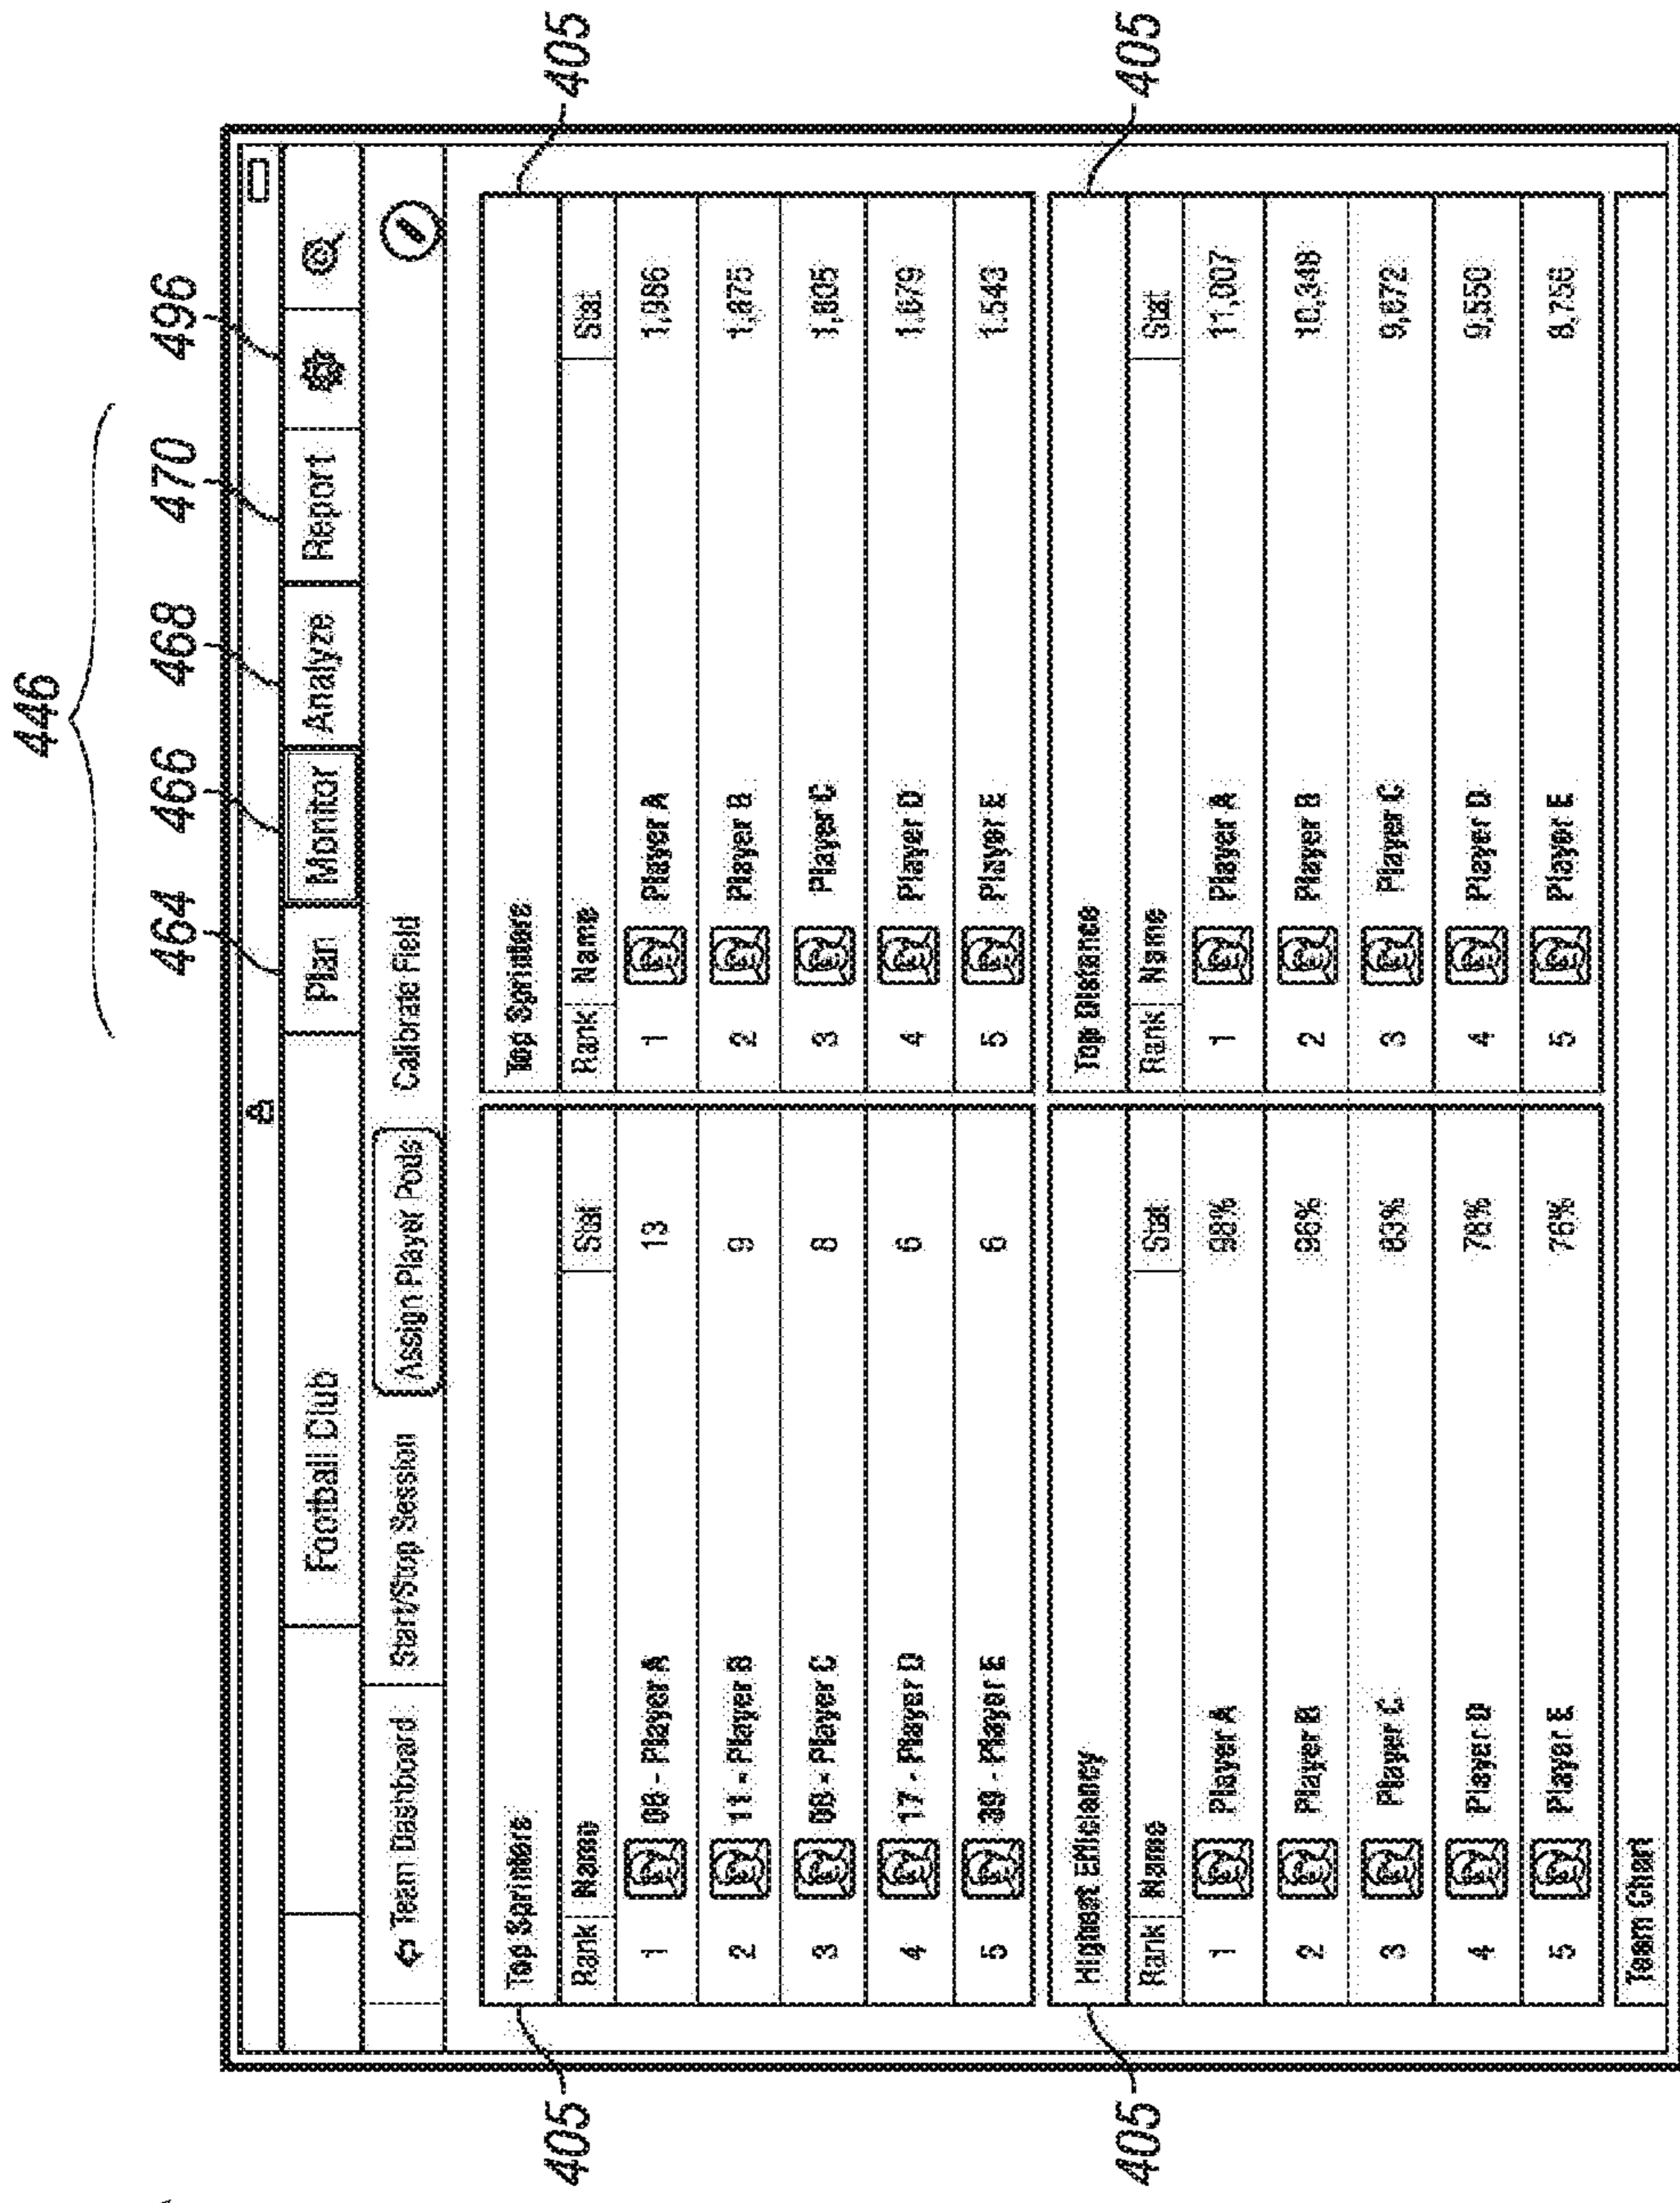 446
464 466 468 470 496
Football Club Plan Monitor Analyze Report
Team Dashboard Start/Stop Session Assign Player Pods Calibrate Field
405 405
Top Sprinters Top Sprinters
Rank Name Stat Rank Name Stat
1 08 - Player A 13 1 Player A 1,986
2 11 - Player B 9 2 Player B 1,875
3 Player C 8 3 Player C 1,805
4 17 - Player D 4 Player D 1,679
5 39 - Player E 6 5 Player E 1.543
405 405
Highest Efficiency Top Distance
Rank Name Stat Rank Name Stat
1 Player A 98% 1 Player A 11,007
2 Player B 96% 2 Player B 10,348
3 Player C 83% 3 Player C 9,872
4 Player D 78% 4 Player D 9,550
5 Player E 76% 5 Player E 8,756
Team Chart